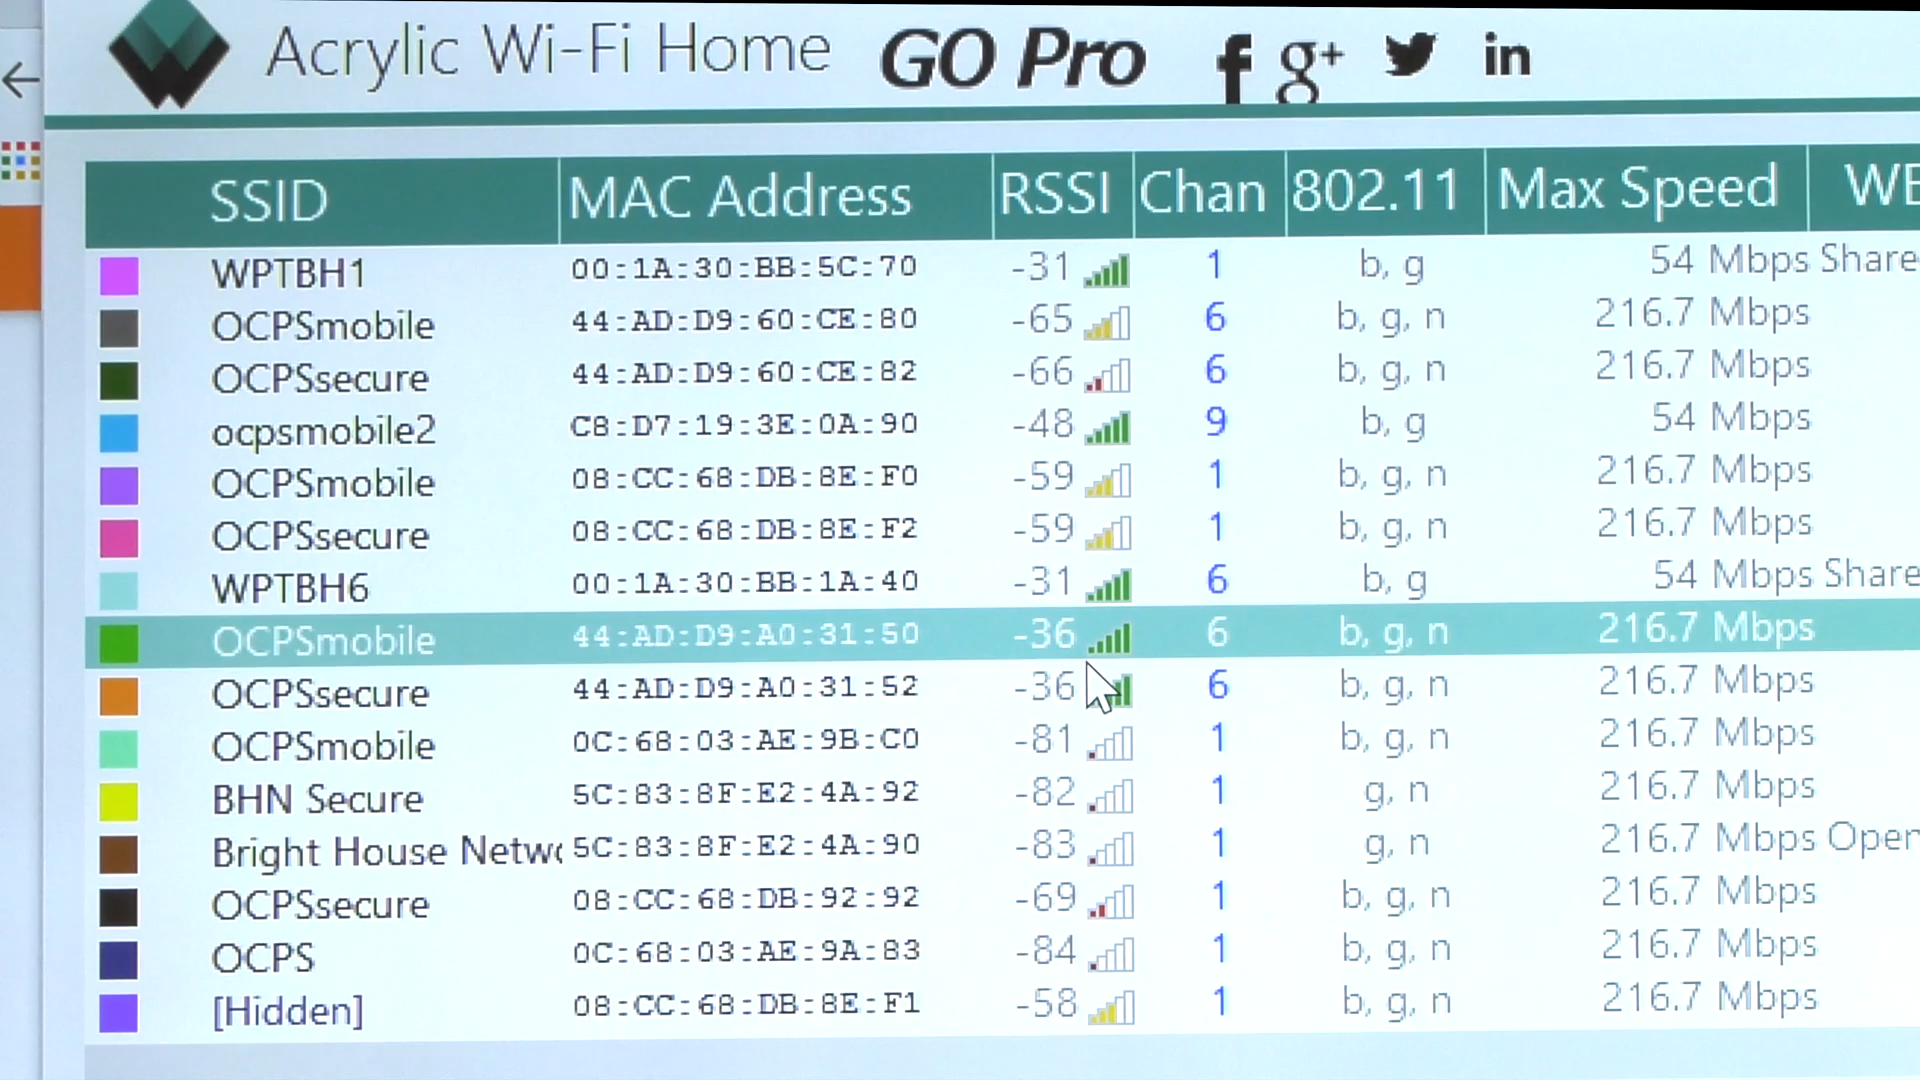 Acrylic Wi-Fi Home GO Pro f g+ in
SSID MAC Address RSSI Chan 802.11 Max Speed WE
WPTBH1 00:1A:30:BB:5C:70 -31 1 b, g 54 Mbps Share
OCPSmobile 44:AD:D9:60:CE:80 -65 6 b, g, n 216.7 Mbps
OCPSsecure 44:AD:D9:60:CE:82 -66 6 b, g, n 216.7 Mbps
ocpsmobile2 C8:D7:19:3E:0A:90 -48 9 b, g 54 Mbps
OCPSmobile 08:CC:68:DB:8E:F0 -59 1 b, g, n 216.7 Mbps
OCPSsecure 08:CC:68:DB:8E:F2 -59 1 b, g, n 216.7 Mbps
WPTBH6 00:1A:30:BB:1A:40 -31 6 b, g 54 Mbps Share
OCPSmobile 44:AD:D9:A0:31:50 -36 6 b, g, n 216.7 Mbps
OCPSsecure 44:AD:D9:A0:31:52 -36 6 b, g, n 216.7 Mbps
OCPSmobile 0C:68:03:AE:9B:C0 -81 1 b, g, n 216.7 Mbps
BHN Secure 5C:83:8F:E2:4A:92 -82 1 g, n 216.7 Mbps
Bright House Netwo 5C:83:8F:E2:4A:90 -83 1 g, n 216.7 Mbps Open
OCPSsecure 08:CC:68:DB:92:92 -69 1 b, g, n 216.7 Mbps
OCPS 0C:68:03:AE:9A:83 -84 1 b, g, n 216.7 Mbps
[Hidden] 08:CC:68:DB:8E:F1 -58 1 b, g, n 216.7 Mbps